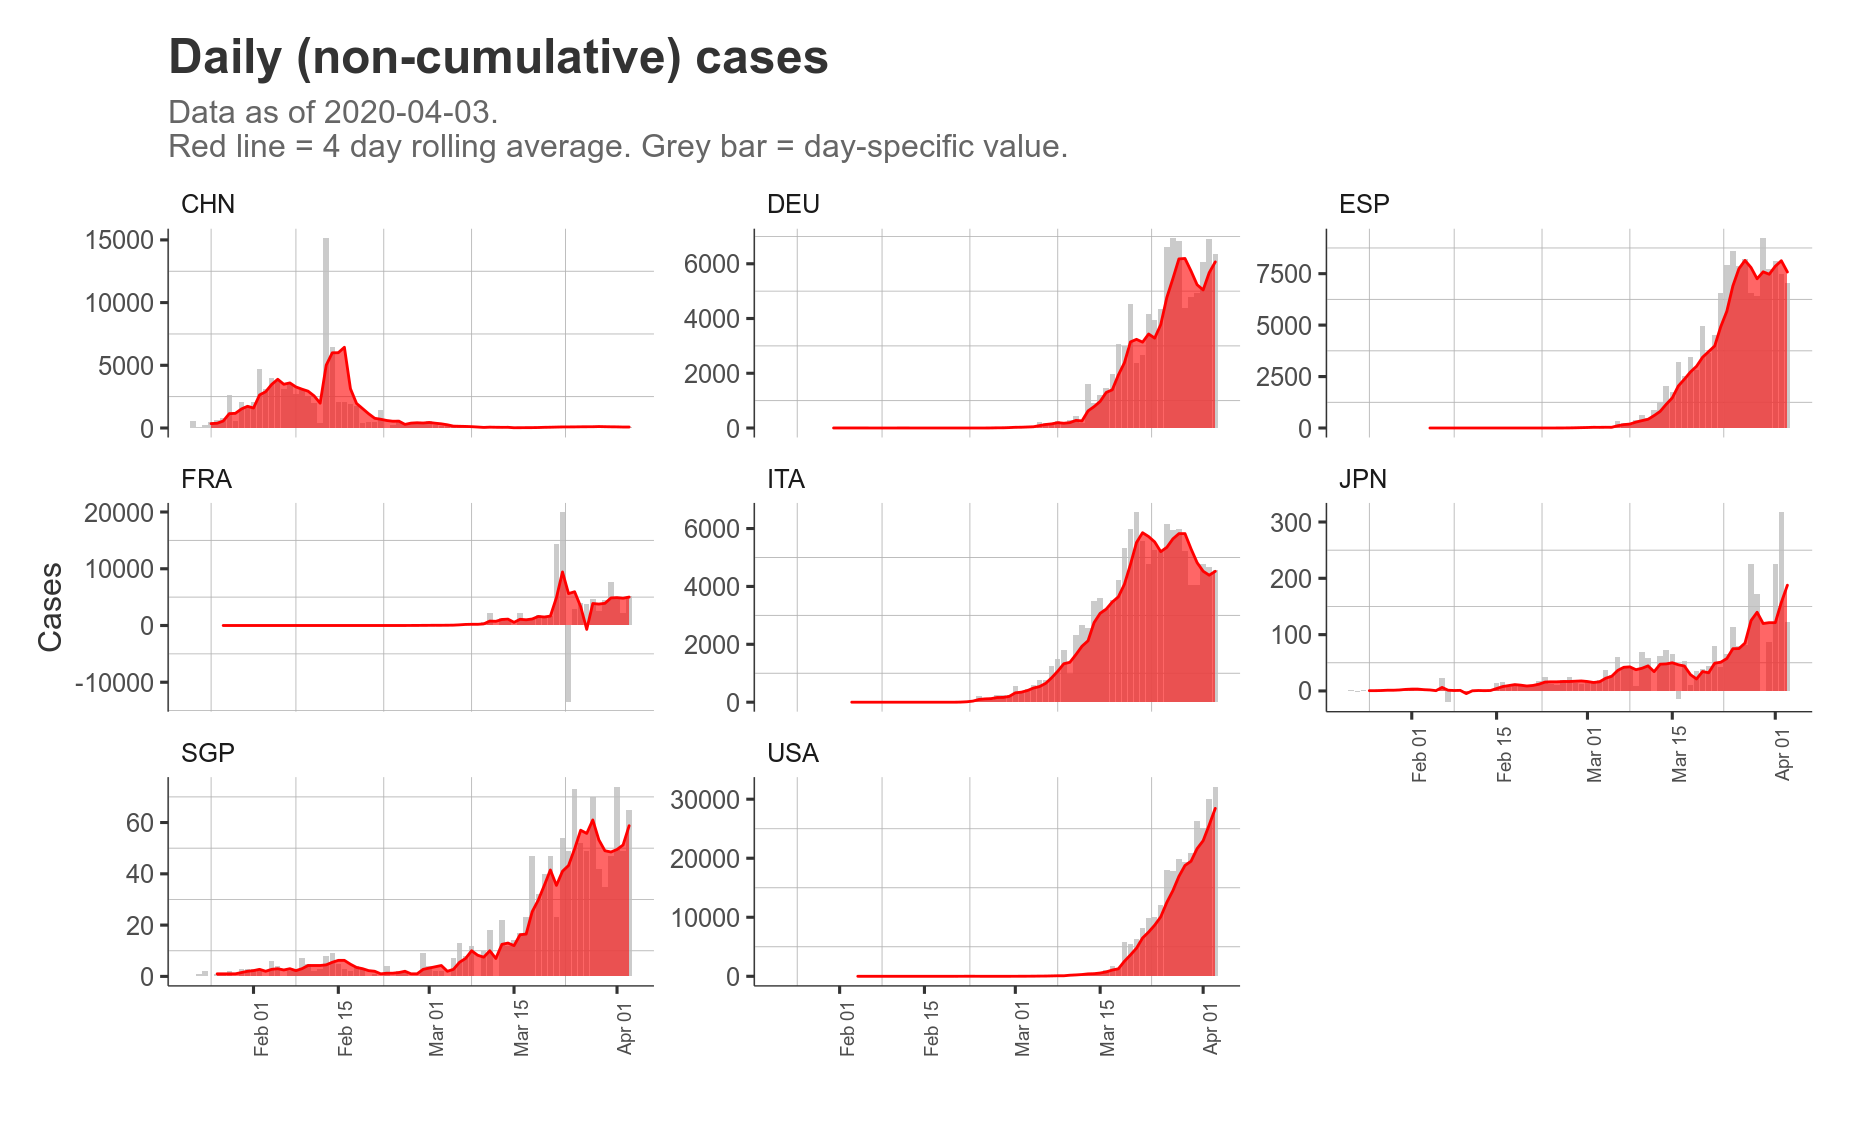 Daily (non-cumulative) cases
Data as of 2020-04-03.
Red line = 4 day rolling average. Grey bar = day-specific value.
CHN
15000
10000
5000
0
DEU
6000
4000
2000
0
ESP
7500
5000
2500
0
Cases
FRA
20000
10000
0
-10000
ITA
6000
4000
2000
0
JPN
300
200
100
0
Feb 01
Feb 15
Mar 01
Mar 15
Apr 01
SGP
60
40
20
0
Feb 01
Feb 15
Mar 01
Mar 15
Apr 01
USA
30000
20000
10000
0
Feb 01
Feb 15
Mar 01
Mar 15
Apr 01